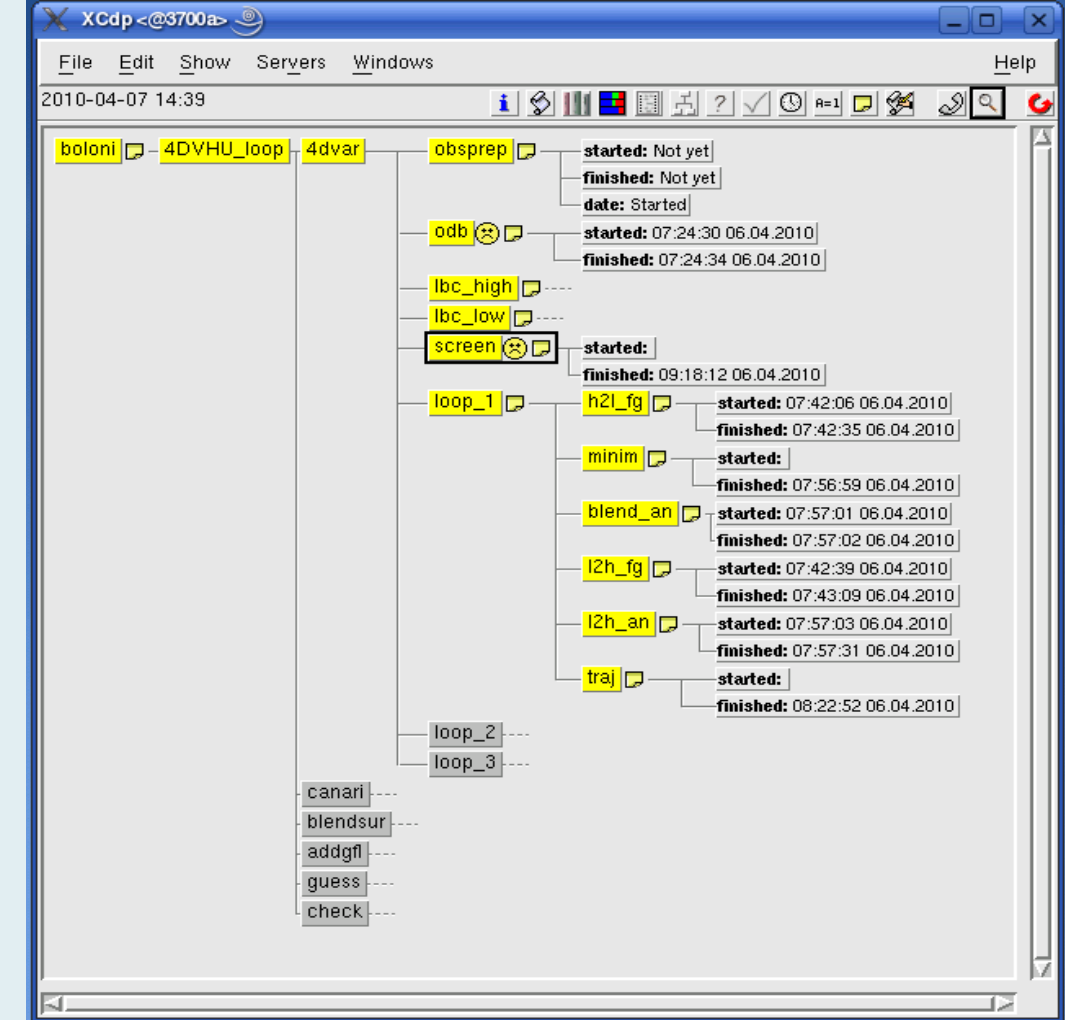 XCdp <@3700a>
File Edit Show Servers Windows Help
2010-04-07 14:39
i ? A=1
boloni 4DVHU_loop 4dvar obsprep started: Not yet
finished: Not yet
date: Started
odb started: 07:24:30 06.04.2010
finished: 07:24:34 06.04.2010
lbc_high
lbc_low
screen started:
finished: 09:18:12 06.04.2010
loop_1 h2l_fg started: 07:42:06 06.04.2010
finished: 07:42:35 06.04.2010
minim started:
finished: 07:56:59 06.04.2010
blend_an started: 07:57:01 06.04.2010
finished: 07:57:02 06.04.2010
l2h_fg started: 07:42:39 06.04.2010
finished: 07:43:09 06.04.2010
l2h_an started: 07:57:03 06.04.2010
finished: 07:57:31 06.04.2010
traj started:
finished: 08:22:52 06.04.2010
loop_2
loop_3
canari
blendsur
addgfl
guess
check